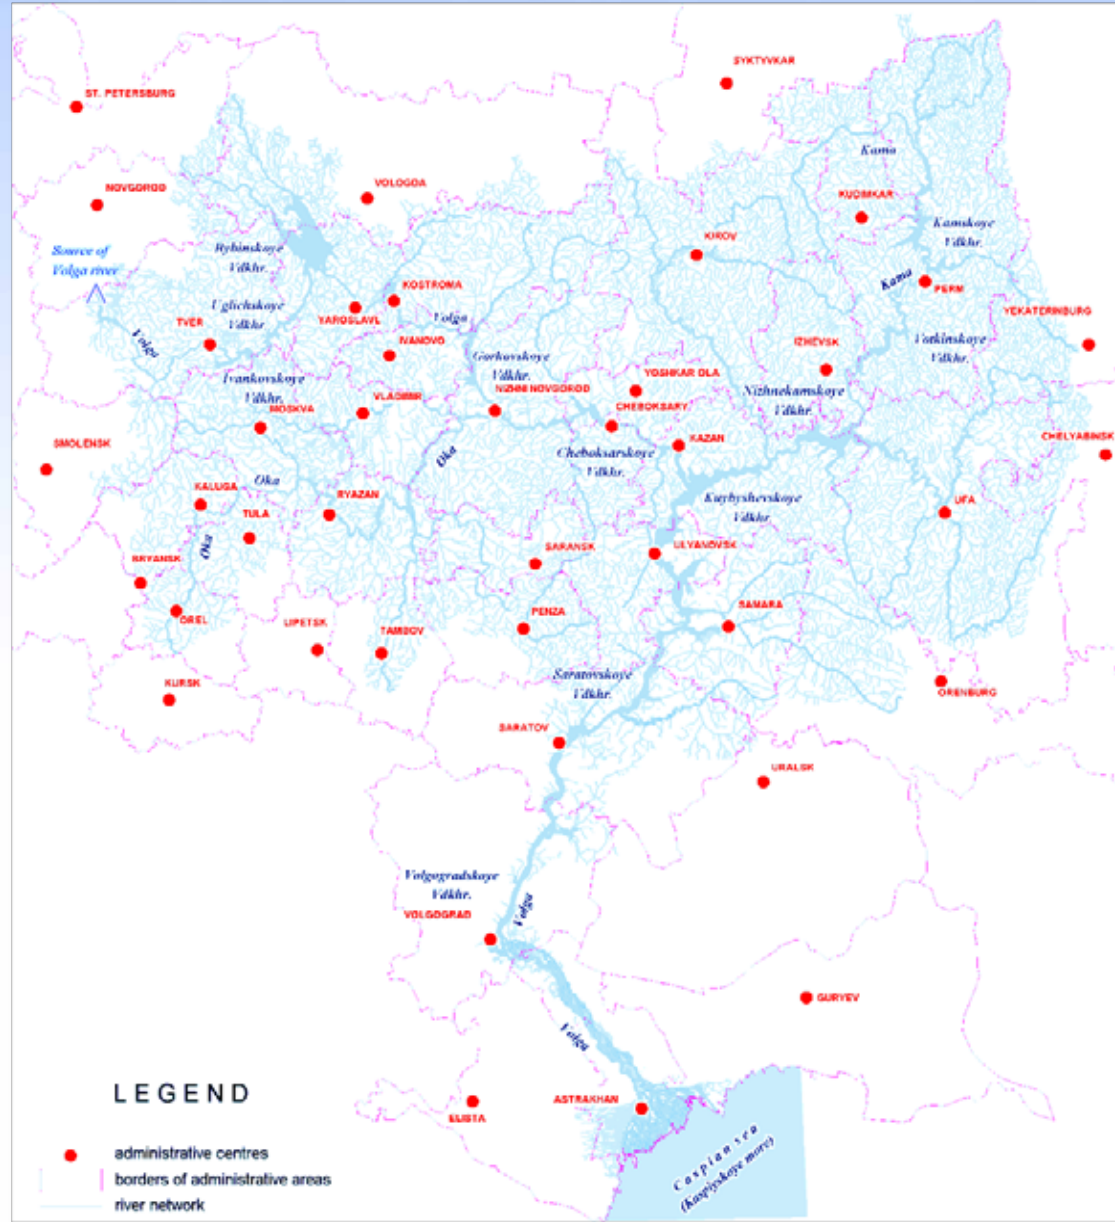 SYKTYVKAR
ST. PETERSBURG
Kama
VOLOGDA
NOVGOROD
KUDIMKAR
Kamskoye
Vdkhr.
Source of
Volga river
Rybinskoye
Vdkhr.
KIROV
Kama
PERM
KOSTROMA
Uglichskoye
Vdkhr
YAROSLAVL
Volga
YEKATERINBURG
TVER
Volga
IVANOVO
IZHEVSK
Votkinskoye
Vdkhr.
Gorkovskoye
Vdkhr.
YOSHKAR OLA
Ivankovskoye
Vdkhr.
NIZHNI NOVGOROD
Nizhnekamskoye
Vdkhr.
VLADIMIR
MOSKVA
CHEBOKSARY
SMOLENSK
KAZAN
CHELYABINSK
Oka
Cheboksarskoye
Vdkhr.
Oka
KALUGA
RYAZAN
Kuybyshevskoye
Vdkhr
UFA
TULA
Oka
BRYANSK
SARANSK
ULYANOVSK
OREL
LIPETSK
TAMBOV
PENZA
SAMARA
KURSK
Saratovskoye
Vdkhr.
ORENBURG
SARATOV
URALSK
Volgogradskoye
Vdkhr.
VOLGOGRAD
Volga
GURYEV
Volga
ELISTA
ASTRAKHAN
Caspian sea
(Kaspiyskoye more)
LEGEND
administrative centres
borders of administrative areas
river network